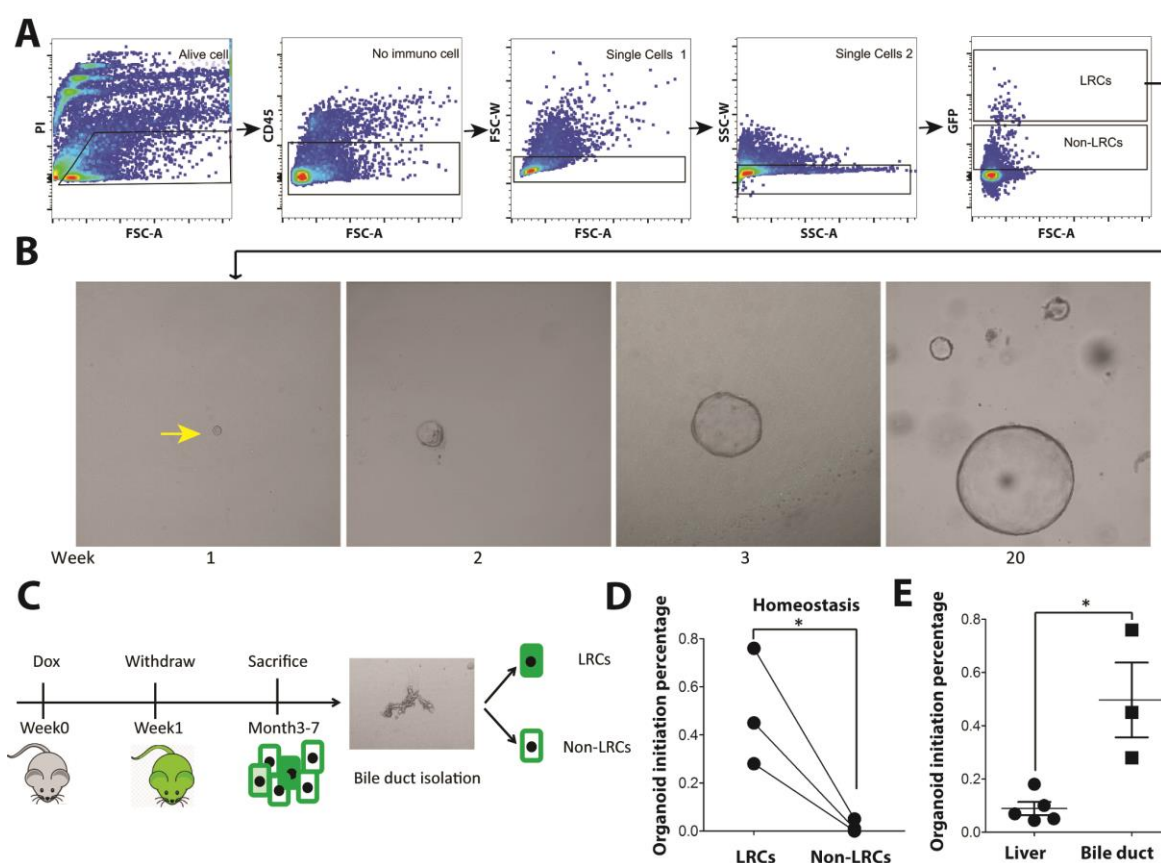 A
Alive cell
PI
FSC-A
No immuno cell
CD45
FSC-A
Single Cells 1
FSC-W
FSC-A
Single Cells 2
SSC-W
SSC-A
LRCs
Non-LRCs
GFP
FSC-A
B
Week 1 2 3 20
C
Dox Withdraw Sacrifice
Week0 Week1 Month3-7
Bile duct isolation
LRCs
Non-LRCs
D
Homeostasis
*
Organoid initiation percentage
0.8
0.6
0.4
0.2
0.0
LRCs Non-LRCs
E
*
Organoid initiation percentage
0.8
0.6
0.4
0.2
0.0
Liver Bile duct